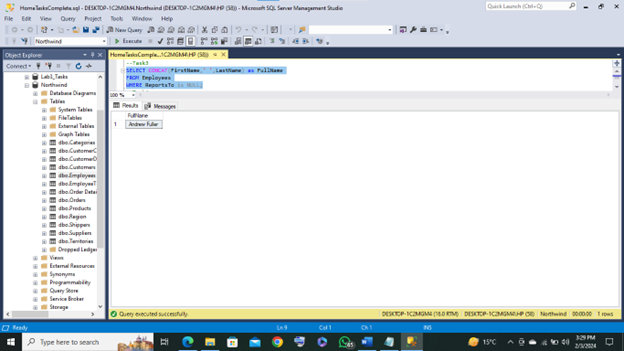 HomeTasksComplete.sql - DESKTOP-1C2MGM4.Northwind (DESKTOP-1C2MGM4\HP (58)) - Microsoft SQL Server Management Studio
Quick Launch (Ctrl+Q)
File Edit View Query Project Tools Window Help
New Query
Northwind
Execute
Object Explorer
HomeTasksComplete...1C2MGM4\HP (58))
Connect
Lab3_Tasks
Northwind
Database Diagrams
Tables
System Tables
FileTables
External Tables
Graph Tables
dbo.Categories
dbo.CustomerC
dbo.CustomerD
dbo.Customers
dbo.Employees
dbo.EmployeeT
dbo.Order Detai
dbo.Orders
dbo.Products
dbo.Region
dbo.Shippers
dbo.Suppliers
dbo.Territories
Dropped Ledger
Views
External Resources
Synonyms
Programmability
Query Store
Service Broker
Storage
--Task3
SELECT CONCAT(FirstName,' ',LastName) as FullName
FROM Employees
WHERE ReportsTo is NULL;
100 %
Results Messages
FullName
1 Andrew Fuller
Query executed successfully.
DESKTOP-1C2MGM4 (16.0 RTM) DESKTOP-1C2MGM4\HP (58) Northwind 00:00:00 1 rows
Ready Ln 9 Col 1 Ch 1 INS
Type here to search
15°C
3:29 PM
2/3/2024